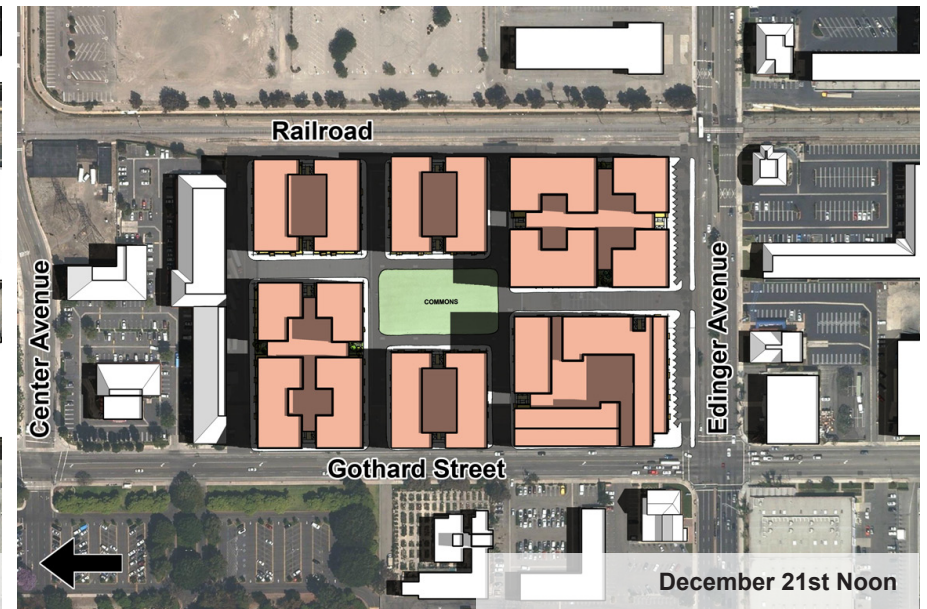 Railroad
Center Avenue
COMMONS
Edinger Avenue
Gothard Street
December 21st Noon